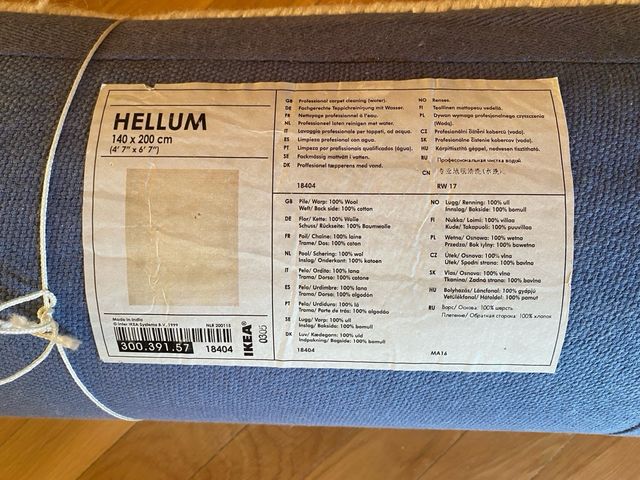 HELLUM
140 x 200 cm
(4' 7" x 6' 7")
Made in India
© Inter IKEA Systems B.V. 1999
NLR 200115
300.391.57
18404
IKEA®
0305
GB Professional carpet cleaning (water).
DE Fachgerechte Teppichreinigung mit Wasser.
FR Nettoyage professionnel à l'eau.
NL Professioneel laten reinigen met water.
IT Lavaggio professionale per tappeti, ad acqua.
ES Limpieza profesional con agua.
PT Limpeza por profissionais qualificados (água).
SE Fackmässig mattvätt i vatten.
DK Professionel tæpperens med vand.
18404
NO Renses.
FI Teollinen mattopesu vedellä.
PL Dywan wymaga profesjonalnego czyszczenia
(Wodą).
CZ Profesionální čistění koberců (voda).
SK Profesionálne čistenie kobercov (voda).
HU Kárpittisztító géppel, nedvesen tisztítható.
RU Профессиональная чистка водой
CN 专业地毯清洗(水洗)
RW 17
GB Pile/Warp: 100% Wool
Weft/Back side: 100% cotton
DE Flor/Kette: 100% Wolle
Schuss/Rückseite: 100% Baumwolle
FR Poil/Chaîne: 100% laine
Trame/Dos: 100% coton
NL Pool/Schering: 100% wol
Inslag/Onderkant: 100% katoen
IT Pelo/Ordito: 100% lana
Trama/Dorso: 100% cotone
ES Pelo/Urdimbre: 100% lana
Trama/Dorso: 100% algodón
PT Pelo/Urdidura: 100% lã
Trama/Parte de trás: 100% algodão
SE Lugg/Varp: 100% ull
Inslag/Baksida: 100% bomull
DK Luv/Kædegarn: 100% uld
Indpakning/Bagside: 100% bomuld
18404
NO Lugg/Renning: 100% ull
Innslag/Bakside: 100% bomull
FI Nukka/Loimi: 100% villaa
Kude/Takapuoli: 100% puuvillaa
PL Wełna/Osnowa: 100% wełna
Przędza/Bok tylny: 100% bawełna
CZ Útek/Osnova: 100% vlna
Útek/Spodní strana: 100% bavlna
SK Vlas/Osnova: 100% vlna
Tkanina/Zadná strana: 100% bavlna
HU Bolyhozás/Láncfonal: 100% gyapjú
Vetülékfonal/Hátoldal: 100% pamut
RU Ворс/Основа: 100% шерсть
Плетение/Обратная сторона: 100% хлопок
MA16